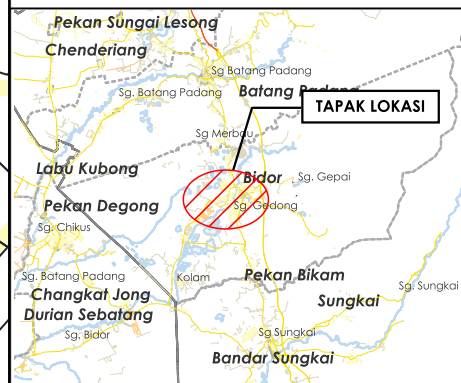 Pekan Sungai Lesong
Chenderiang
Sg Batang Padang
Sg. Batang Padang
Batang Padang
TAPAK LOKASI
Sg Merbau
Labu Kubong
Bidor
Sg. Gepai
Pekan Degong
Sg. Gedong
Sg. Chikus
Sg. Batang Padang
Kolam
Pekan Bikam
Changkat Jong
Sungkai
Sg. Sungkai
Durian Sebatang
Sg. Bidor
Sg Sungkai
Bandar Sungkai